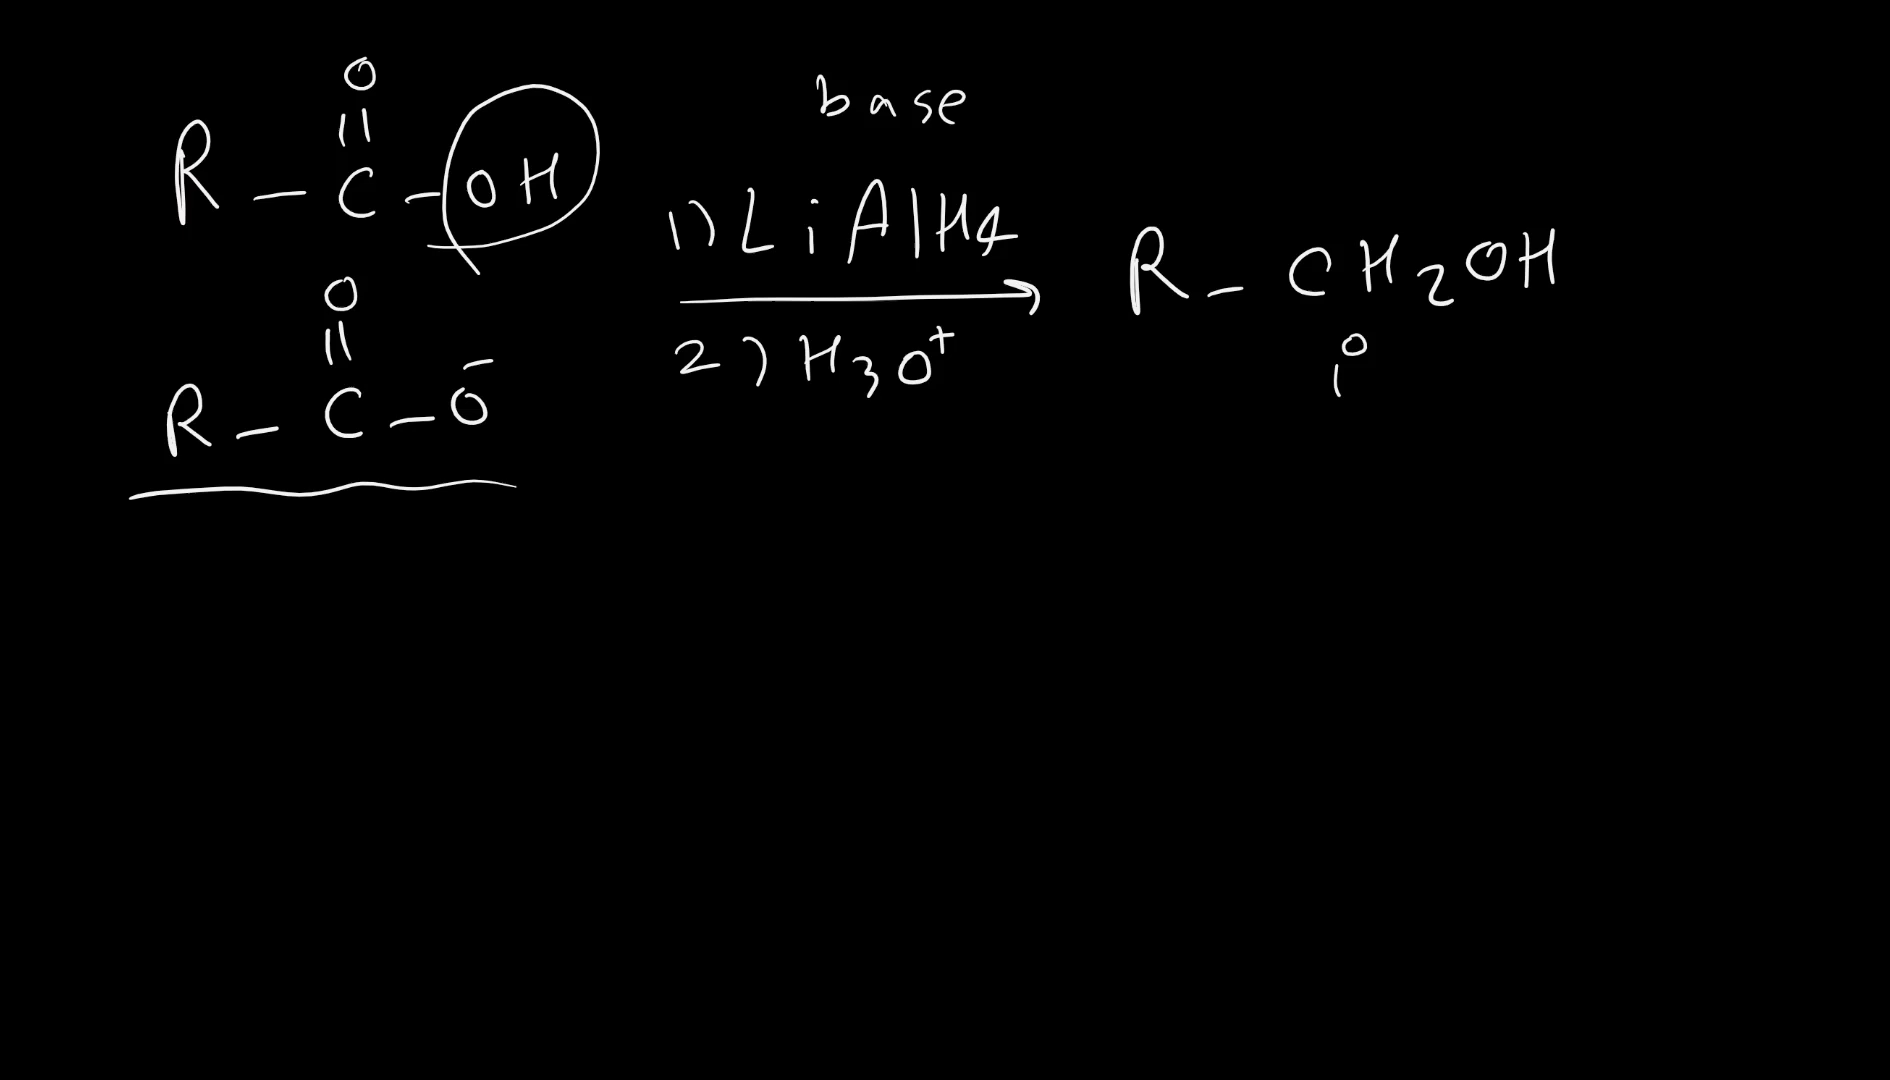 O
||
R - C - OH
O
||
R - C - O⁻
base
1) LiAlH4
2) H3O+
R - CH2OH
1°